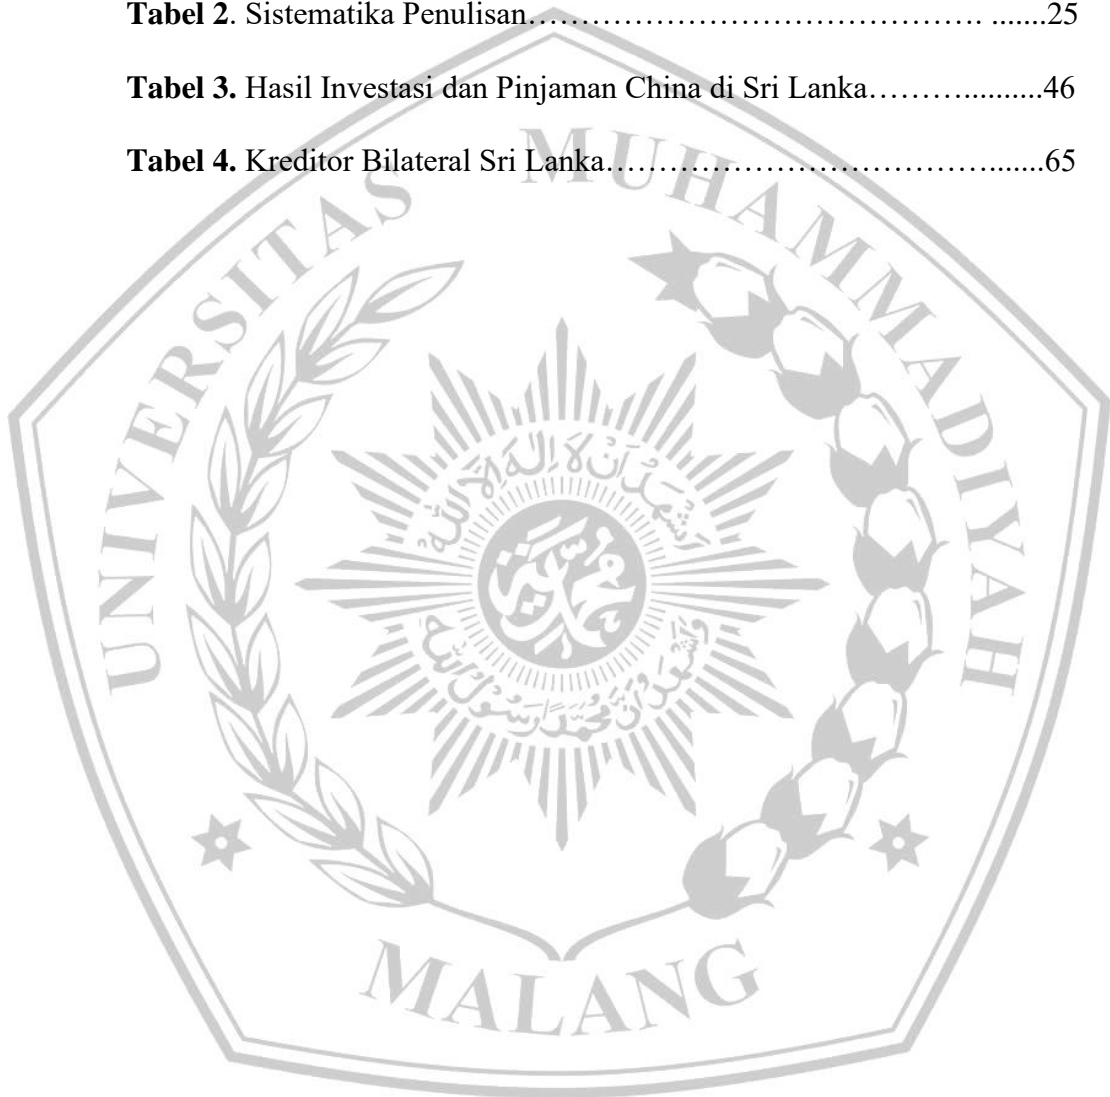 Tabel 2. Sistematika Penulisan……………………………………. .......25
Tabel 3. Hasil Investasi dan Pinjaman China di Sri Lanka………..........46
Tabel 4. Kreditor Bilateral Sri Lanka………………………………......65
UNIVERSITAS MUHAMMADIYAH
MALANG